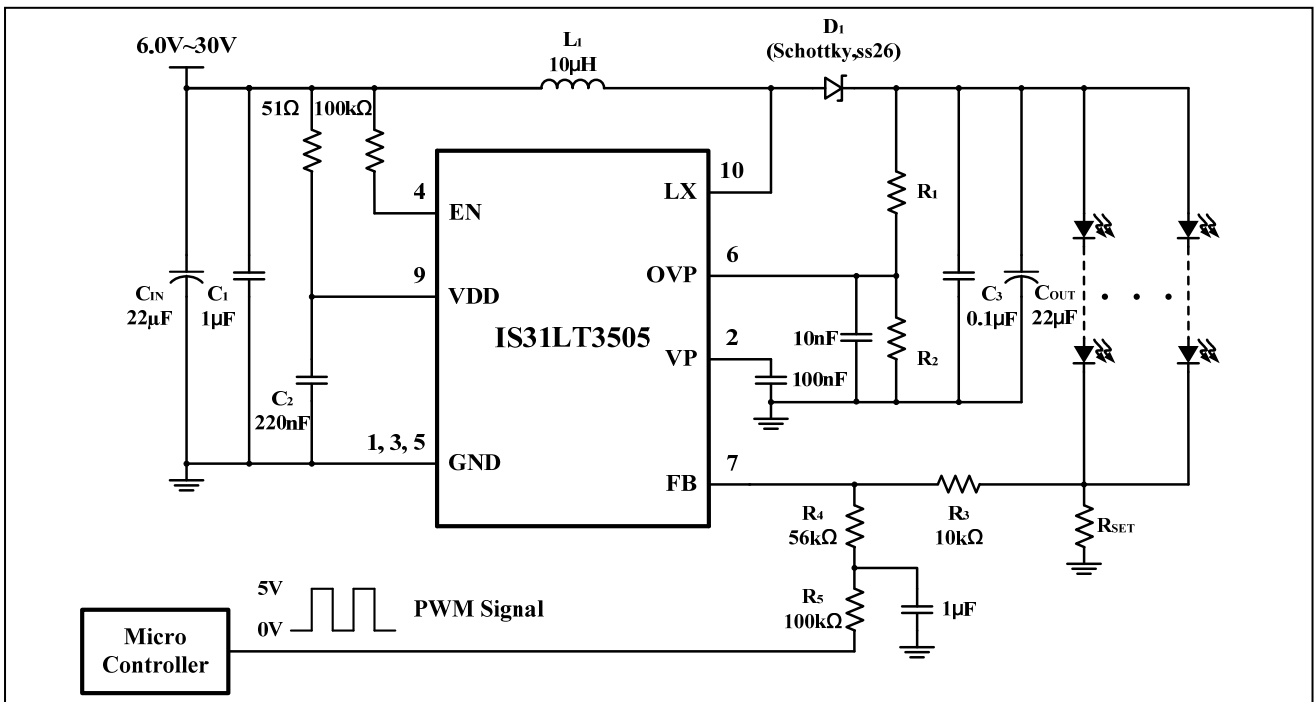 6.0V~30V
L1
10µH
D1
(Schottky,ss26)
51Ω
100kΩ
4
EN
LX
10
R1
9
VDD
OVP
6
CIN
22µF
C1
1µF
IS31LT3505
C3
0.1µF
COUT
22µF
10nF
R2
VP
2
100nF
C2
220nF
1, 3, 5
GND
FB
7
R4
56kΩ
R3
10kΩ
RSET
5V
0V
PWM Signal
R5
100kΩ
1µF
Micro
Controller